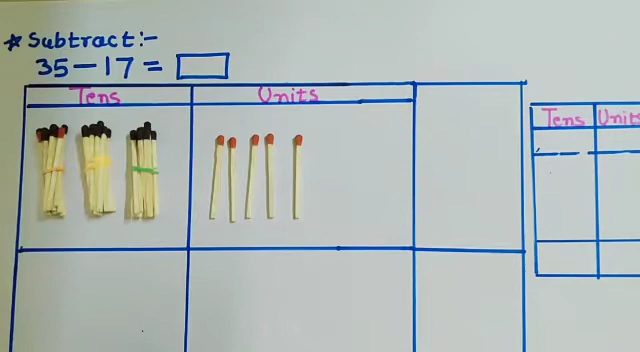 * Subtract:-
35 - 17 =
Tens Units
Tens Units